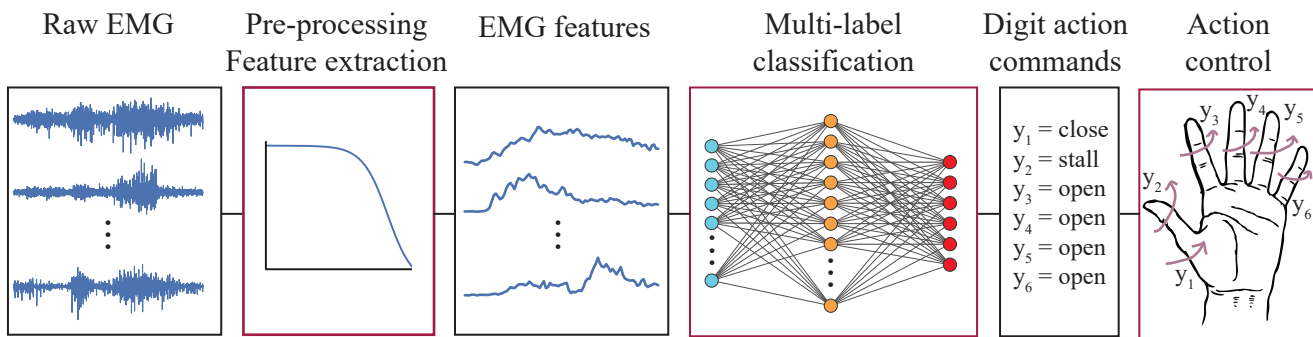 Raw EMG
Pre-processing
Feature extraction
EMG features
Multi-label
classification
Digit action
commands
Action
control
y₁ = close
y₂ = stall
y₃ = open
y₄ = open
y₅ = open
y₆ = open
y₃
y₄
y₅
y₂
y₆
y₁